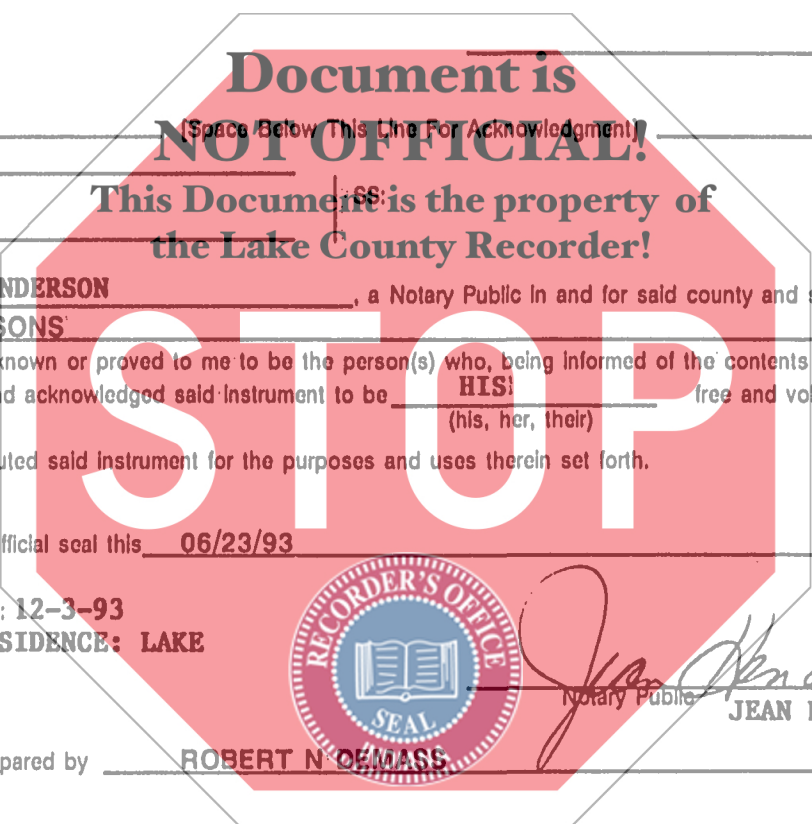 Document is
NOT OFFICIAL!
(Space Below This Line For Acknowledgment)
This Document is the property of
SS:
the Lake County Recorder!
NDERSON , a Notary Public in and for said county and s
SONS
known or proved to me to be the person(s) who, being informed of the contents
nd acknowledged said instrument to be HIS free and vol
(his, her, their)
uted said instrument for the purposes and uses therein set forth.
STOP
fficial seal this 06/23/93
: 12-3-93
SIDENCE: LAKE
RECORDER'S OFFICE
SEAL
Jean Hen
Notary Public
JEAN
pared by ROBERT N DEMASS